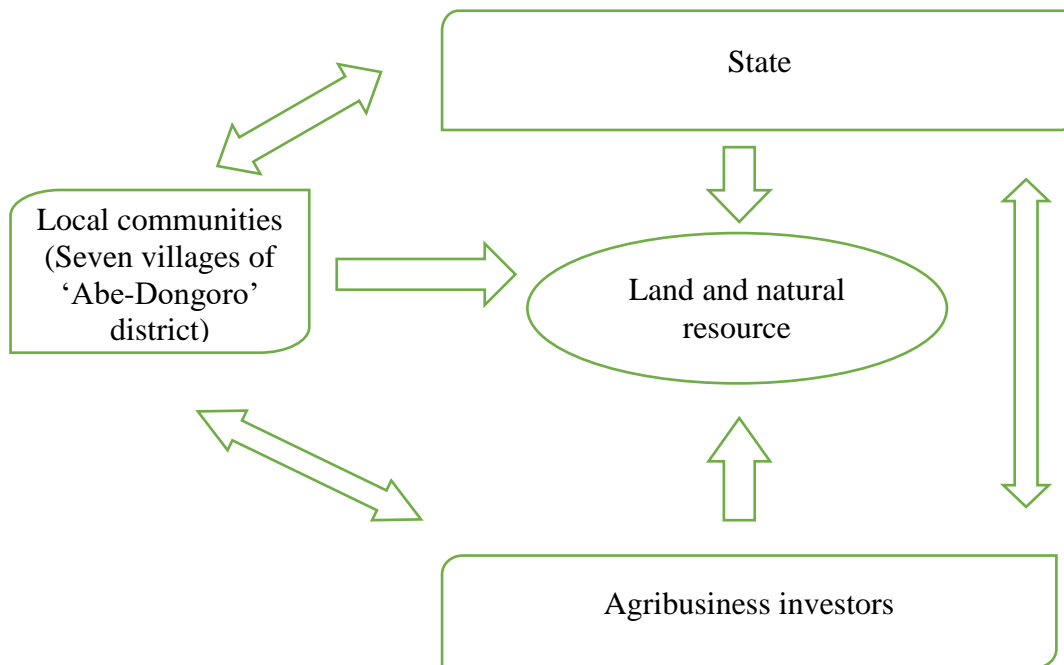 State
Local communities
(Seven villages of
‘Abe-Dongoro’
district)
Land and natural
resource
Agribusiness investors